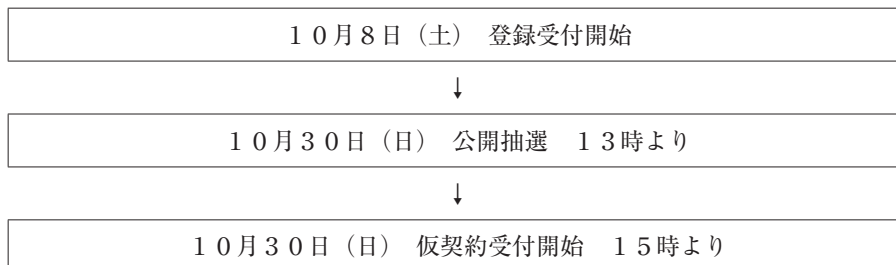 １０月８日（土）　登録受付開始
↓
１０月３０日（日）　公開抽選　１３時より
↓
１０月３０日（日）　仮契約受付開始　１５時より